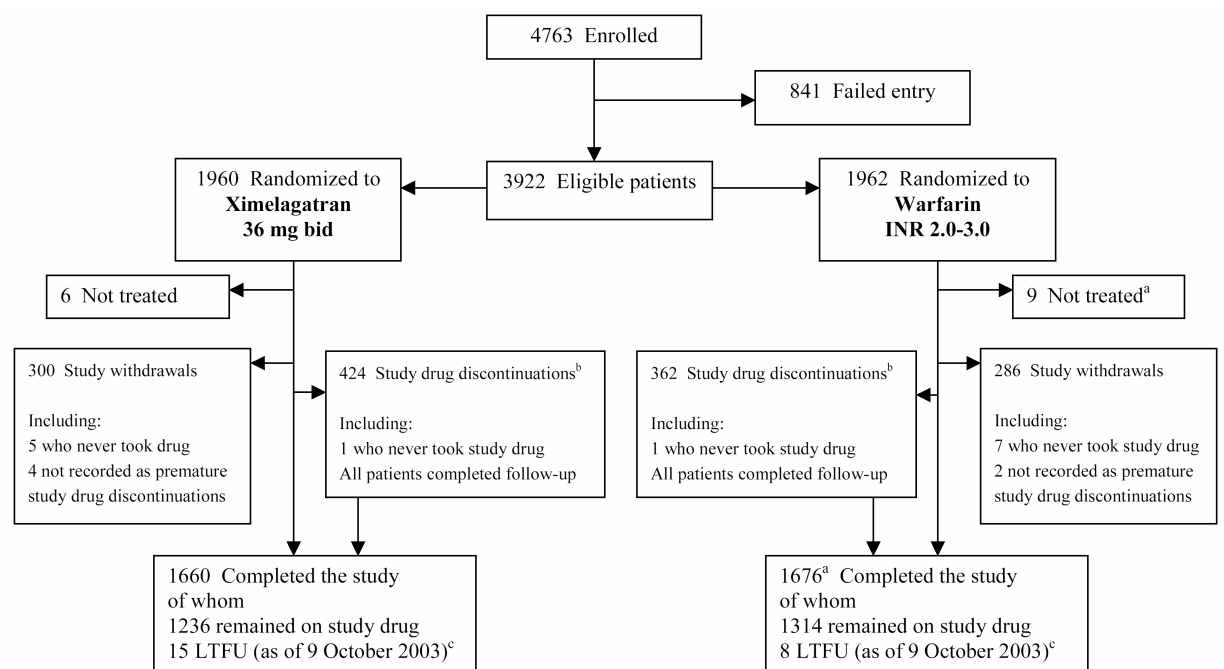 4763 Enrolled
841 Failed entry
3922 Eligible patients
1960 Randomized to
Ximelagatran
36 mg bid
1962 Randomized to
Warfarin
INR 2.0-3.0
6 Not treated
9 Not treatedᵃ
300 Study withdrawals
Including:
5 who never took drug
4 not recorded as premature
study drug discontinuations
424 Study drug discontinuationsᵇ
Including:
1 who never took study drug
All patients completed follow-up
362 Study drug discontinuationsᵇ
Including:
1 who never took study drug
All patients completed follow-up
286 Study withdrawals
Including:
7 who never took study drug
2 not recorded as premature
study drug discontinuations
1660 Completed the study
of whom
1236 remained on study drug
15 LTFU (as of 9 October 2003)ᶜ
1676ᵃ Completed the study
of whom
1314 remained on study drug
8 LTFU (as of 9 October 2003)ᶜ